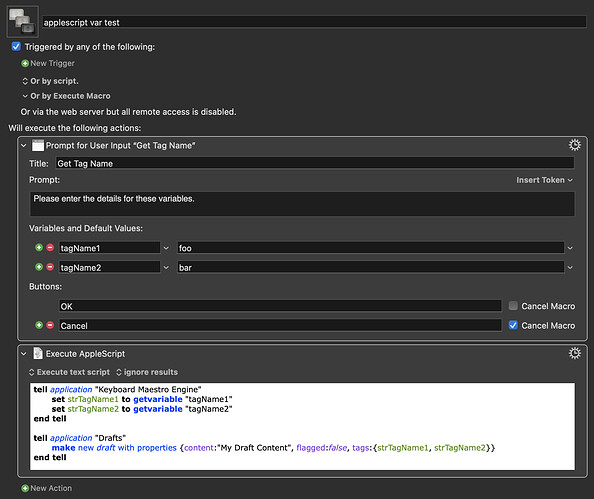 applescript var test
Triggered by any of the following:
New Trigger
Or by script.
Or by Execute Macro
Or via the web server but all remote access is disabled.
Will execute the following actions:
Prompt for User Input “Get Tag Name”
Title: Get Tag Name
Prompt: Insert Token
Please enter the details for these variables.
Variables and Default Values:
tagName1 foo
tagName2 bar
Buttons:
OK Cancel Macro
Cancel Cancel Macro
Execute AppleScript
Execute text script ignore results
tell application "Keyboard Maestro Engine"
set strTagName1 to getvariable "tagName1"
set strTagName2 to getvariable "tagName2"
end tell
tell application "Drafts"
make new draft with properties {content:"My Draft Content", flagged:false, tags:{strTagName1, strTagName2}}
end tell
New Action